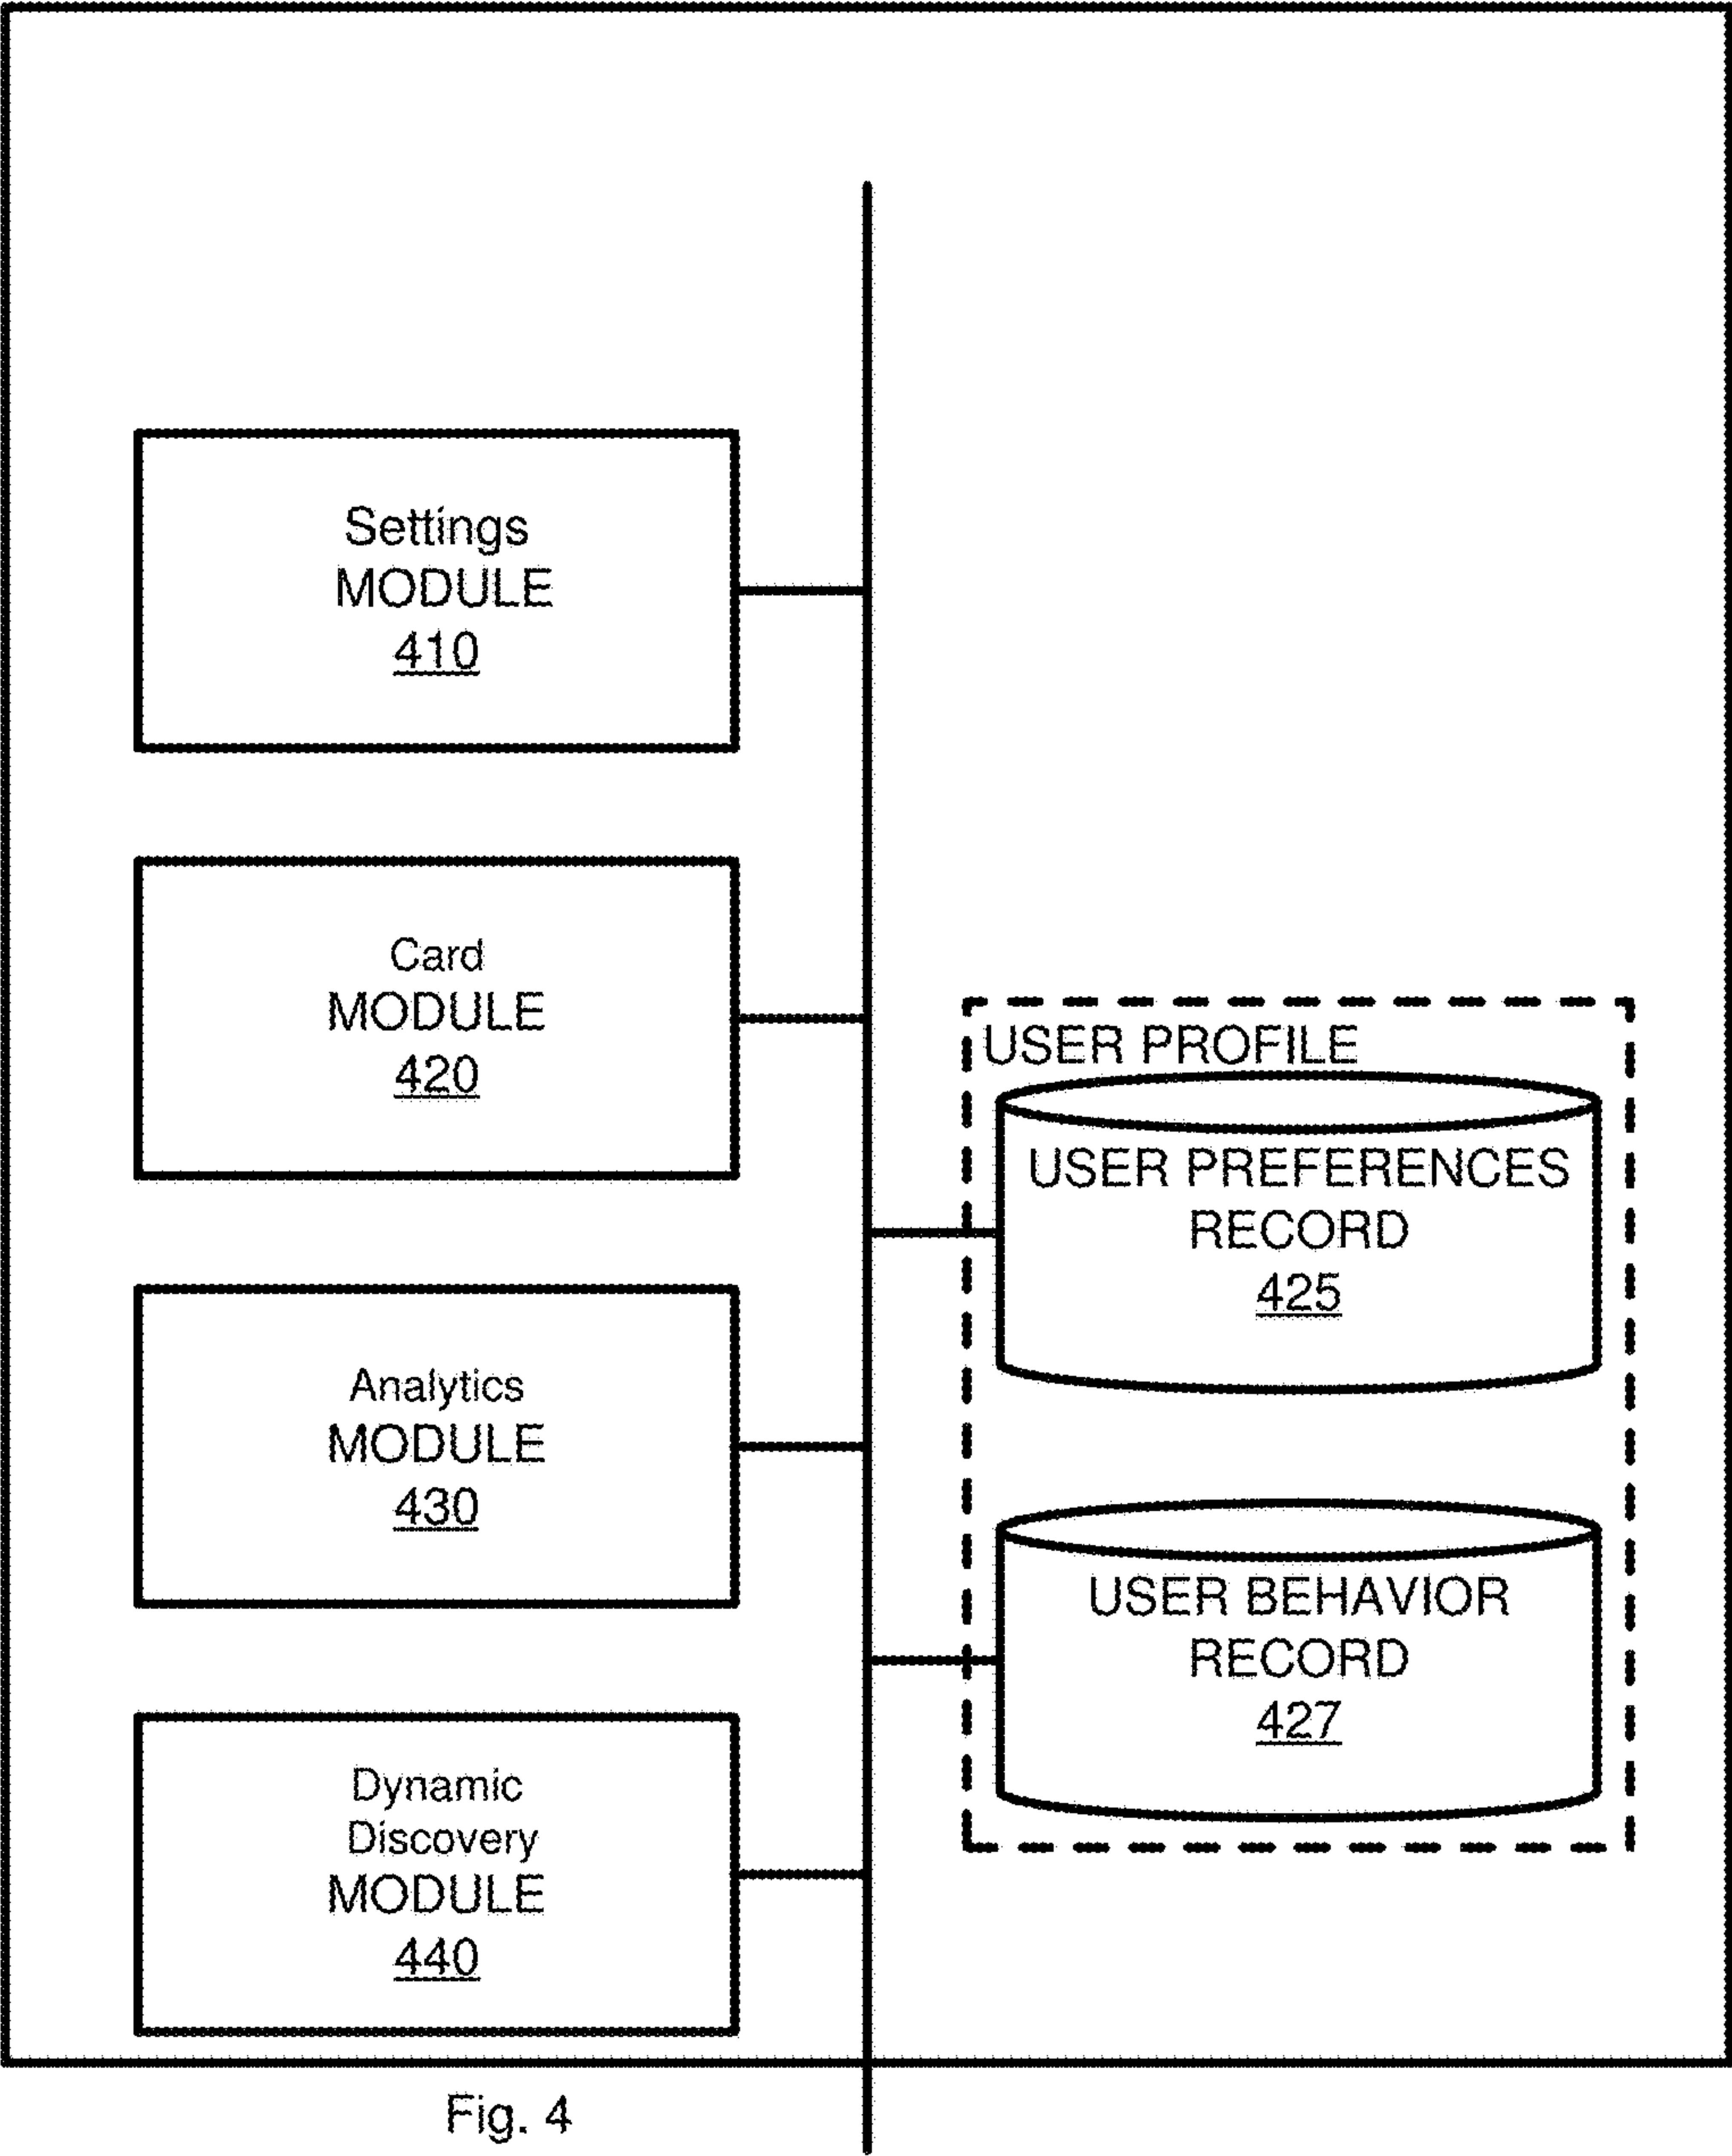 Settings
MODULE
410
Card
MODULE
420
Analytics
MODULE
430
Dynamic
Discovery
MODULE
440
USER PROFILE
USER PREFERENCES
RECORD
425
USER BEHAVIOR
RECORD
427
Fig. 4